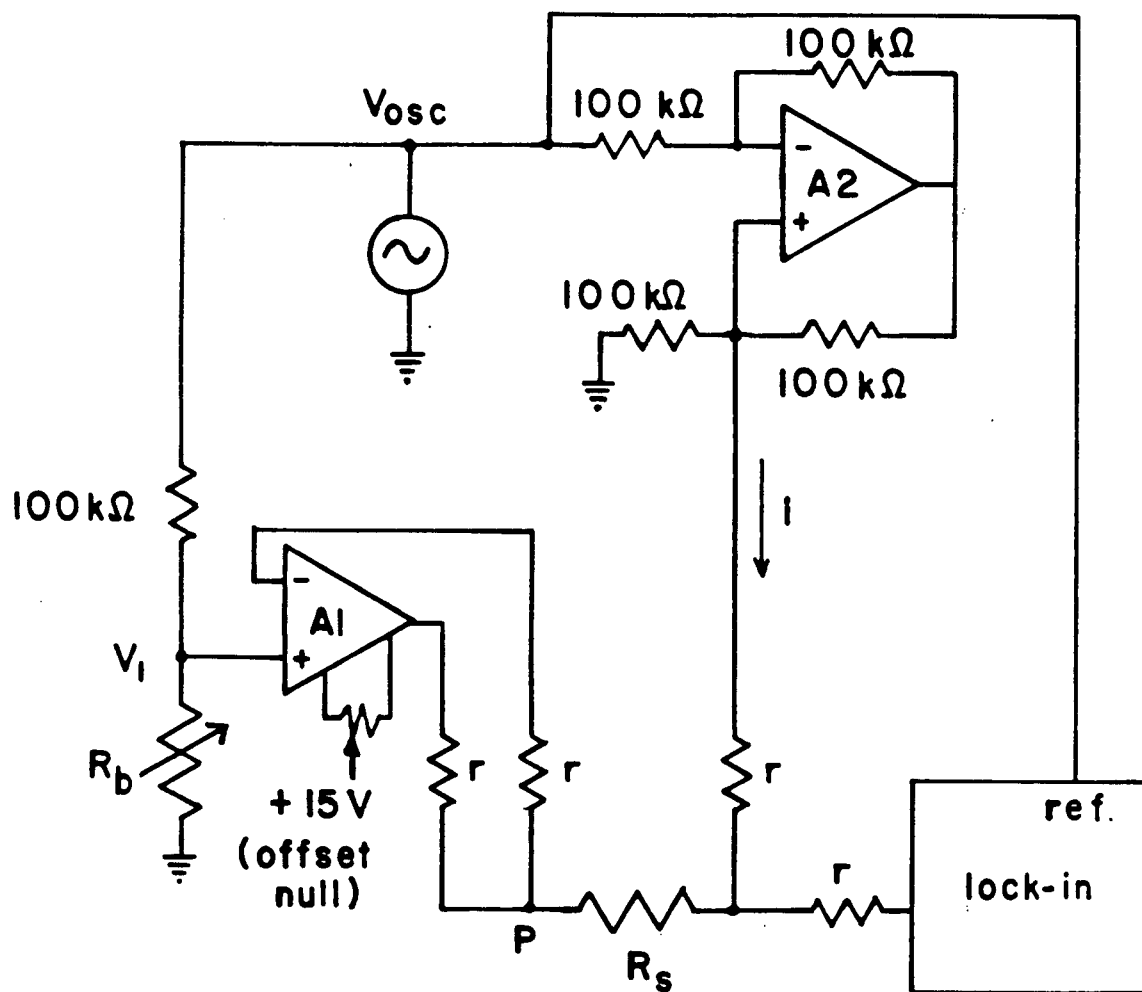 100 kΩ
100 kΩ
Vosc
-
A2
+
100 kΩ
100 kΩ
i
100 kΩ
-
A1
+
V1
Rb
r
r
r
+15V
(offset
null)
ref.
r
lock-in
P
Rs